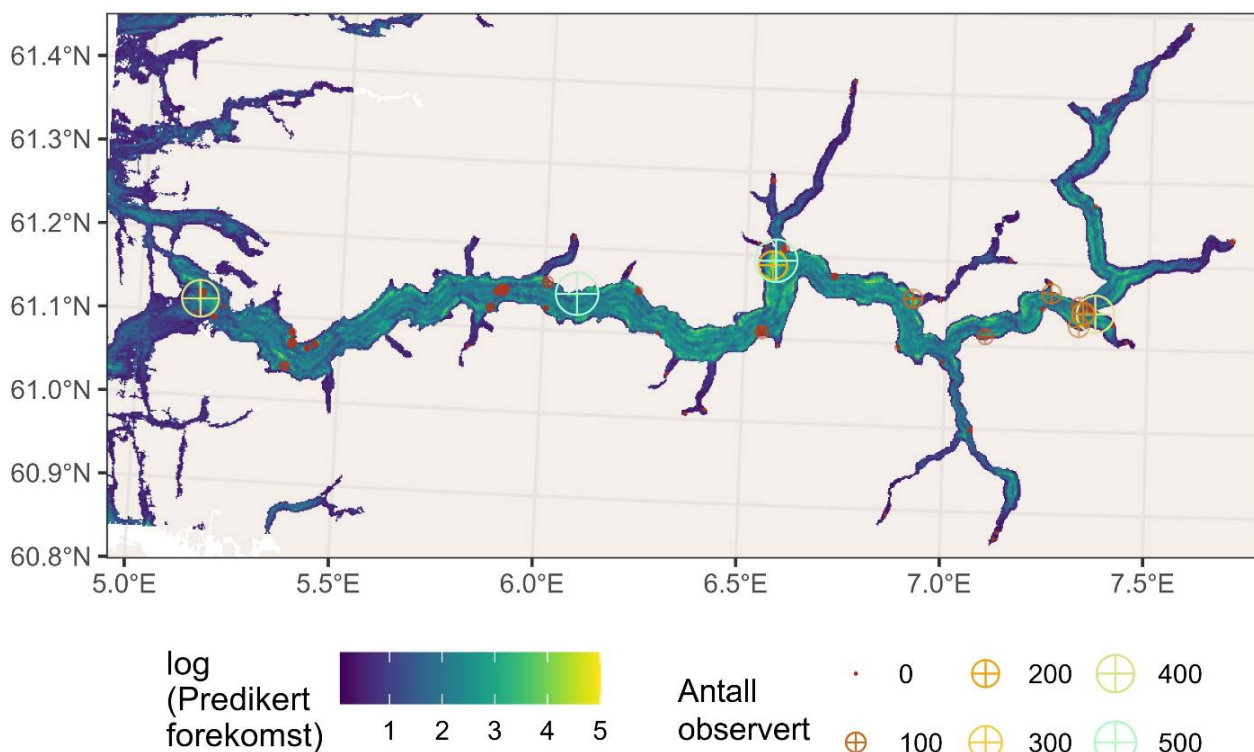 61.4°N
61.3°N
61.2°N
61.1°N
61.0°N
60.9°N
60.8°N
5.0°E 5.5°E 6.0°E 6.5°E 7.0°E 7.5°E
log
(Predikert
forekomst)
1 2 3 4 5
Antall
observert
0 200 400
100 300 500